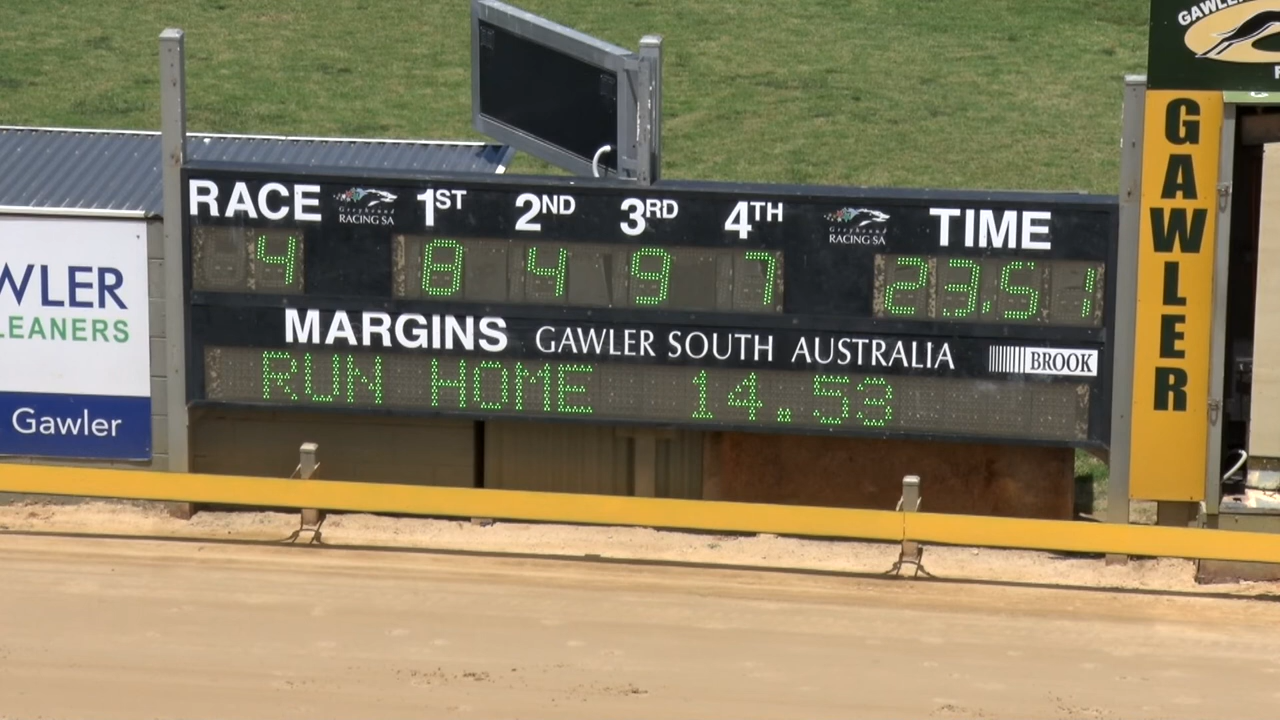 GAWLE
RACE
Greyhound
RACING SA
1ST 2ND 3RD 4TH
Greyhound
RACING SA
TIME
4 8 4 9 7 23.51
MARGINS GAWLER SOUTH AUSTRALIA BROOK
RUN HOME 14.53
WLER
LEANERS
Gawler
GAWLER